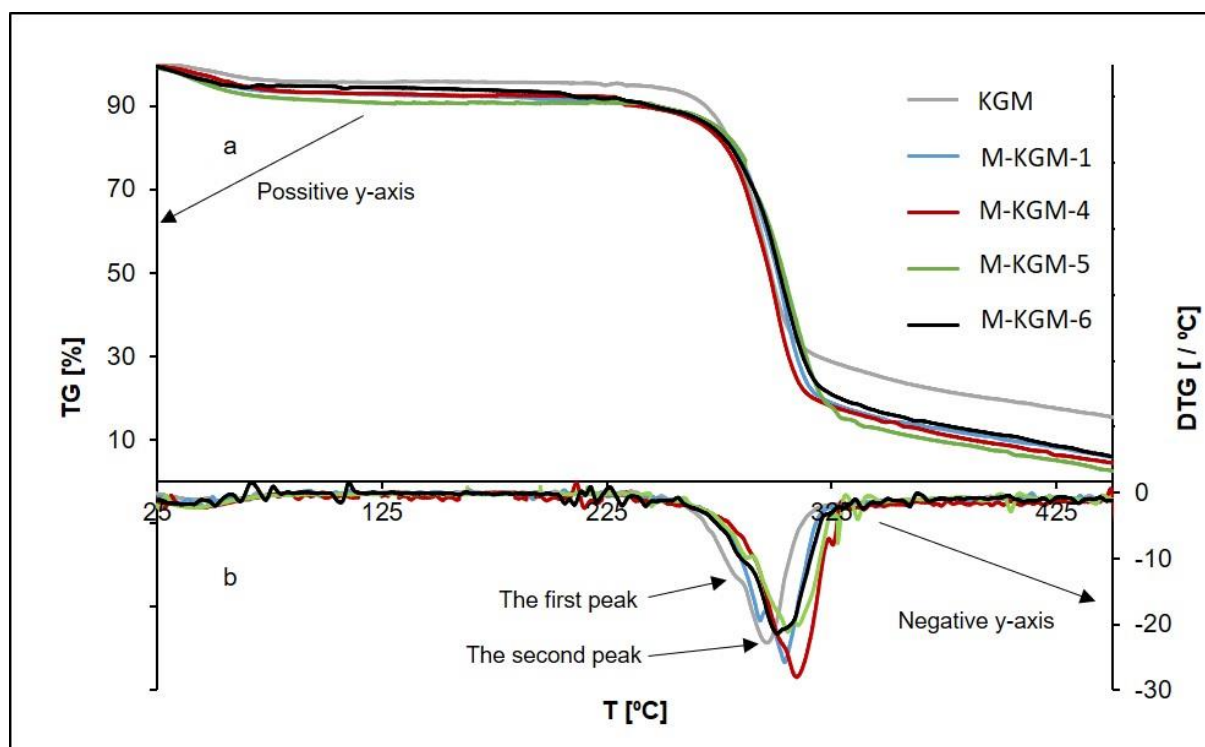 90
70
50
30
10
TG [%]
a
Possitive y-axis
KGM
M-KGM-1
M-KGM-4
M-KGM-5
M-KGM-6
DTG [ / ºC]
25
125
225
325
425
0
-10
-20
-30
b
The first peak
The second peak
Negative y-axis
T [ºC]